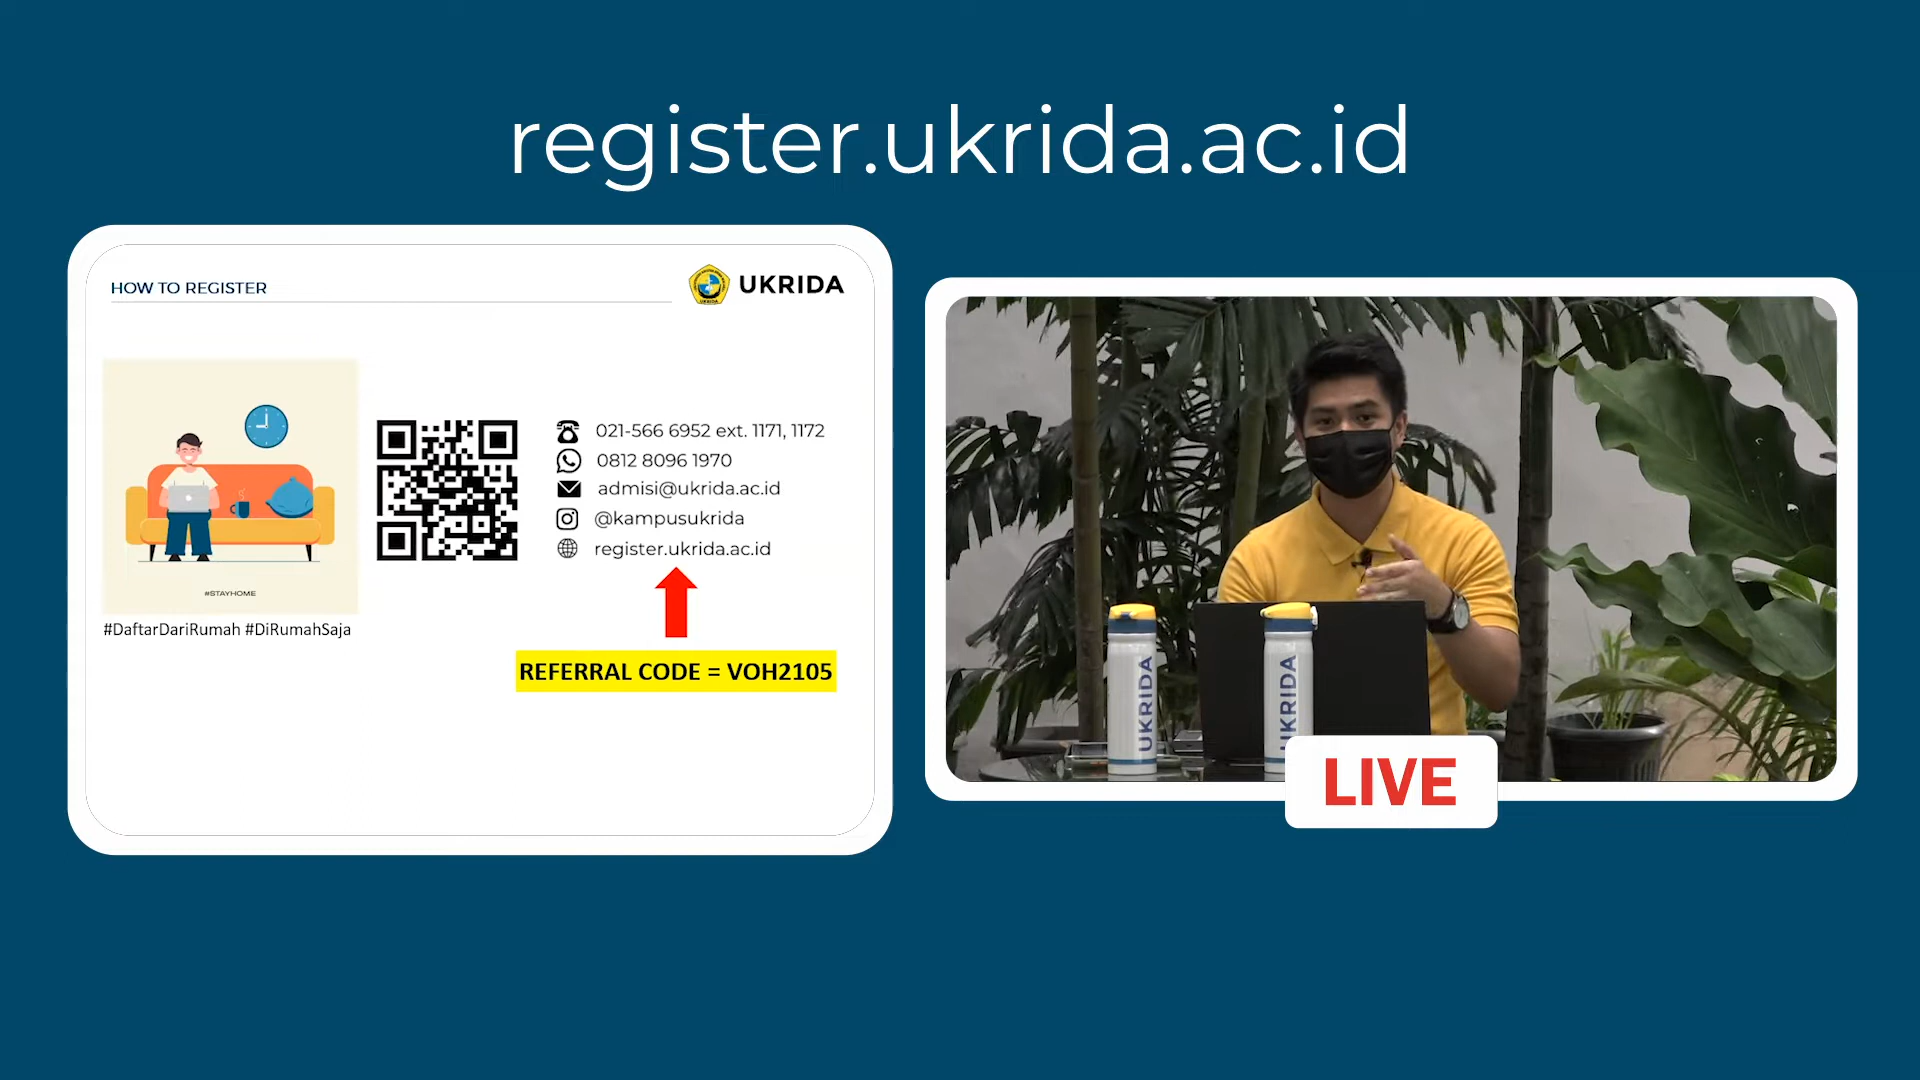 register.ukrida.ac.id
HOW TO REGISTER
UKRIDA
#STAYHOME
#DaftarDariRumah #DiRumahSaja
021-566 6952 ext. 1171, 1172
0812 8096 1970
admisi@ukrida.ac.id
@kampusukrida
register.ukrida.ac.id
REFERRAL CODE = VOH2105
UKRIDA
UKRIDA
LIVE